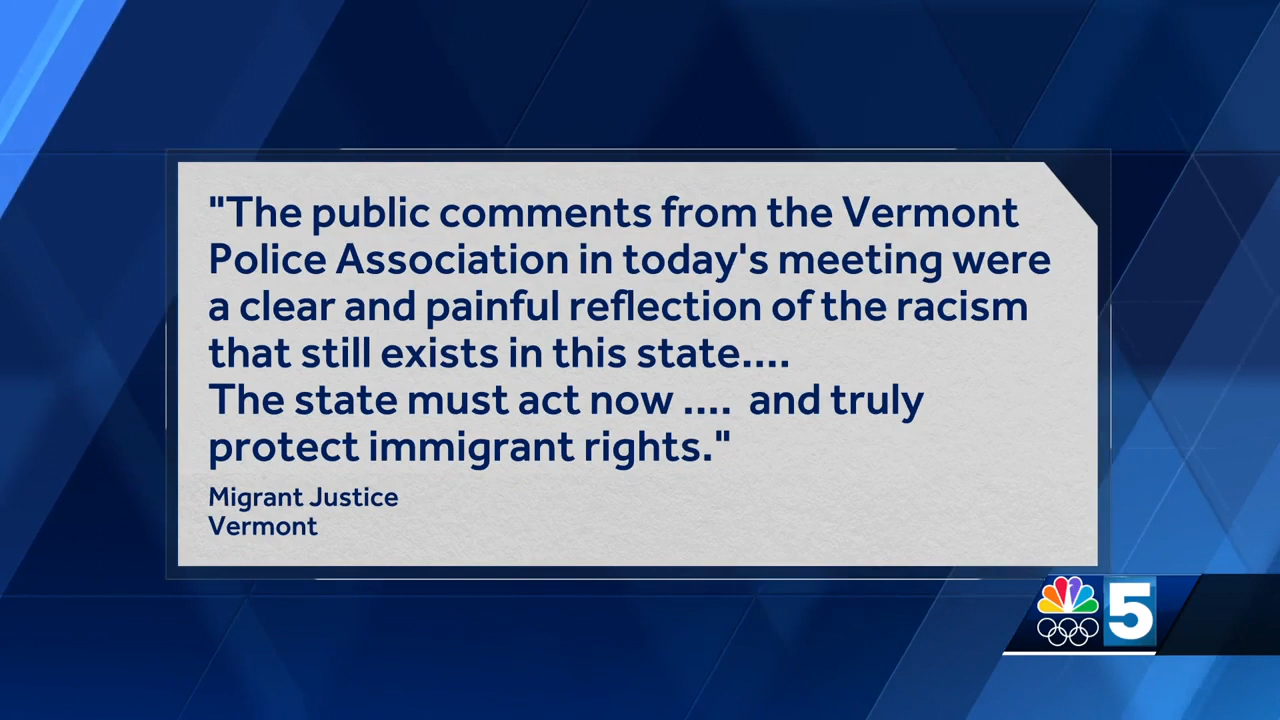 "The public comments from the Vermont
Police Association in today's meeting were
a clear and painful reflection of the racism
that still exists in this state....
The state must act now ....  and truly
protect immigrant rights."
Migrant Justice
Vermont
5